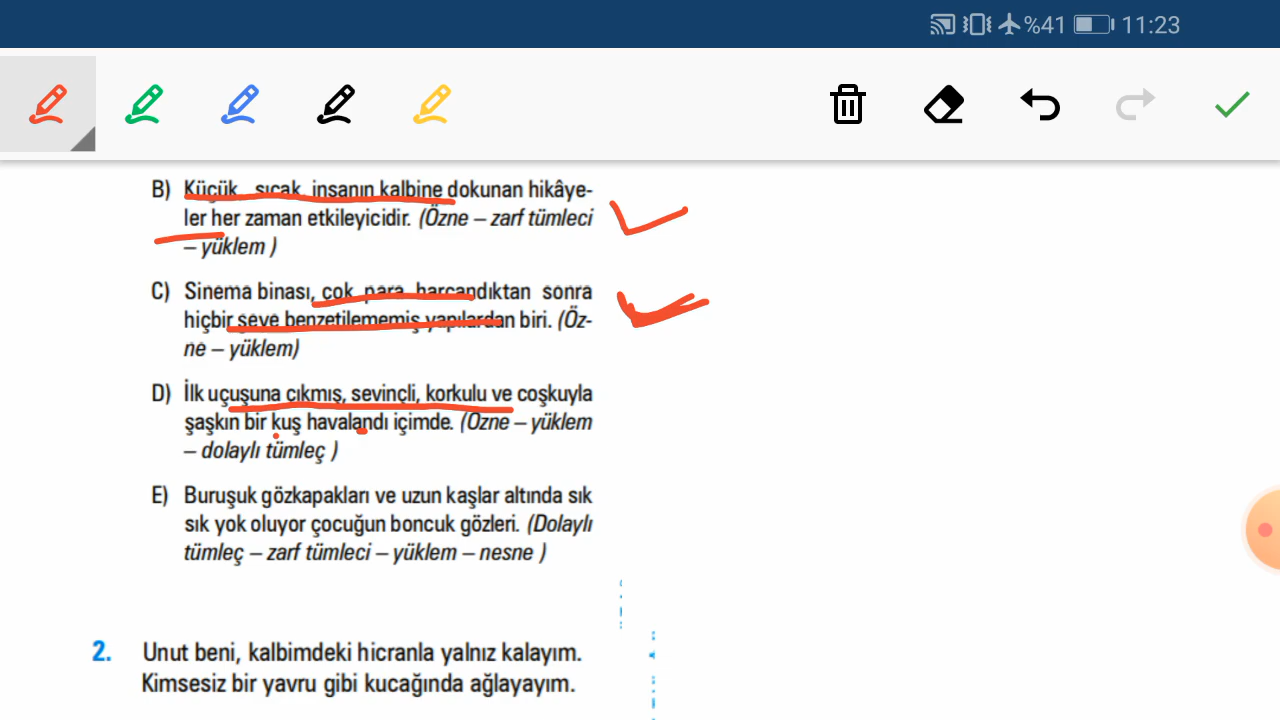 %41 11:23
B) Küçük, sıcak, insanın kalbine dokunan hikâye-
ler her zaman etkileyicidir. (Özne – zarf tümleci
– yüklem )
C) Sinema binası, çok para harcandıktan sonra
hiçbir şeye benzetilememiş yapılardan biri. (Öz-
ne – yüklem)
D) İlk uçuşuna çıkmış, sevinçli, korkulu ve coşkuyla
şaşkın bir kuş havalandı içimde. (Özne – yüklem
– dolaylı tümleç )
E) Buruşuk gözkapakları ve uzun kaşlar altında sık
sık yok oluyor çocuğun boncuk gözleri. (Dolaylı
tümleç – zarf tümleci – yüklem – nesne )
2. Unut beni, kalbimdeki hicranla yalnız kalayım.
Kimsesiz bir yavru gibi kucağında ağlayayım.